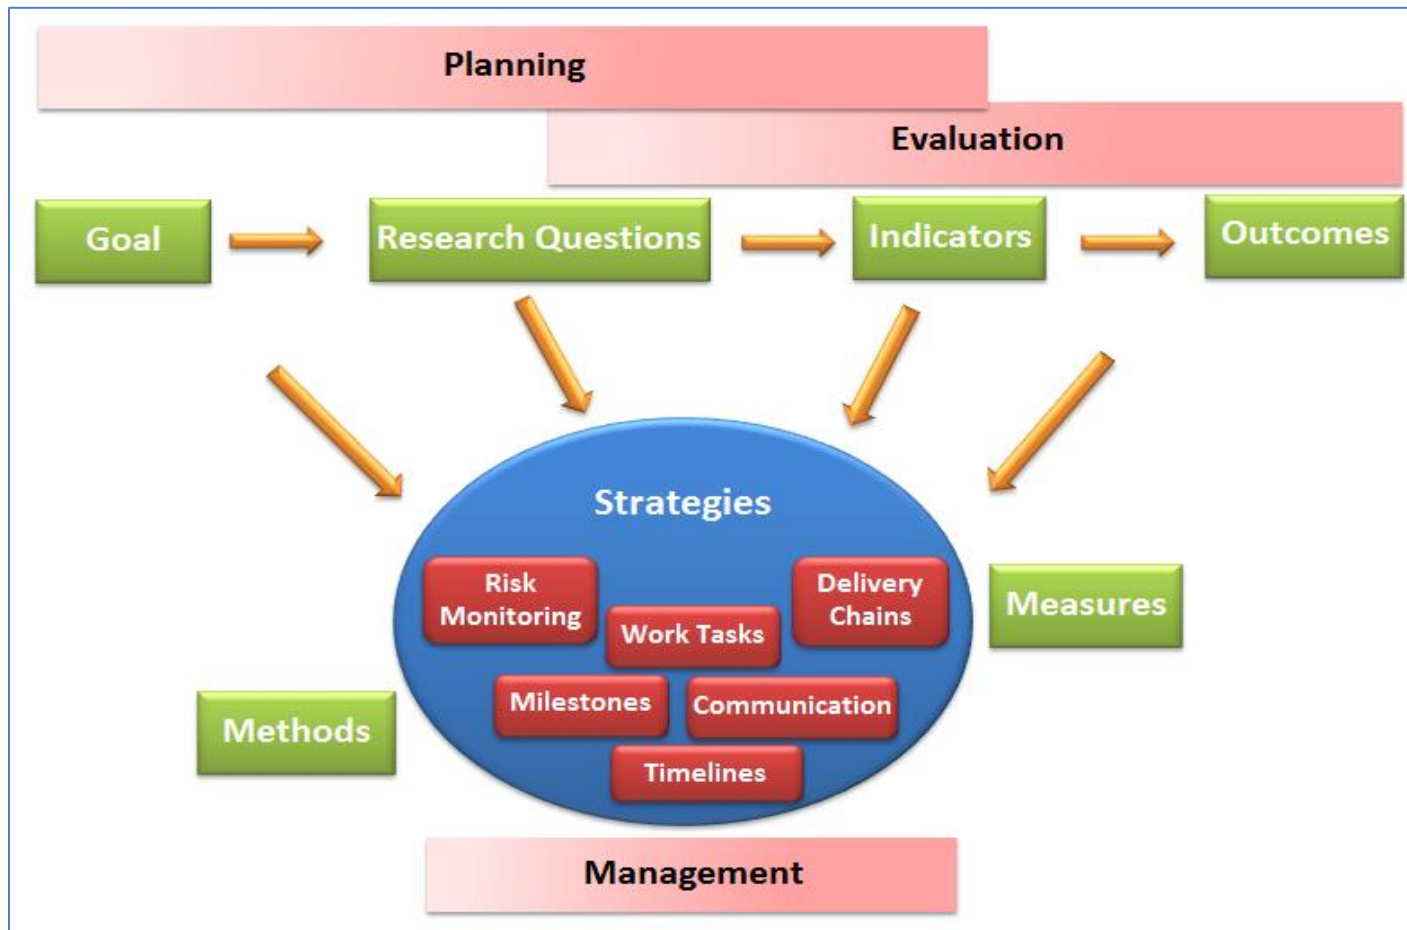 Planning
Evaluation
Goal
Research Questions
Indicators
Outcomes
Strategies
Risk
Monitoring
Work Tasks
Delivery
Chains
Measures
Milestones
Communication
Methods
Timelines
Management